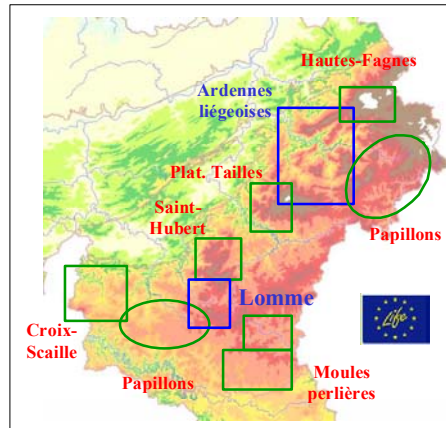 Hautes-Fagnes
Ardennes
liégeoises
Plat. Tailles
Saint-
Hubert
Papillons
Lomme
Life
Croix-
Scaille
Papillons
Moules
perlières